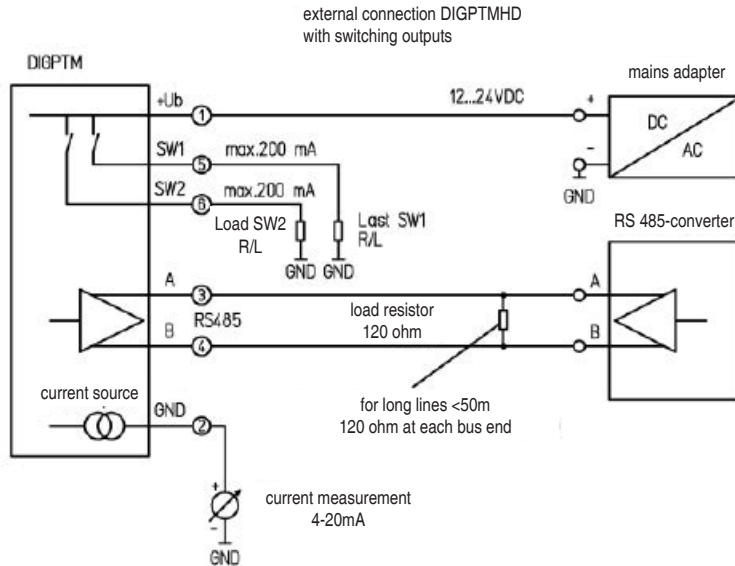 external connection DIGPTMHD
with switching outputs
DIGPTM
mains adapter
+Ub
1
12...24VDC
+
DC
AC
-
GND
SW1
5
max.200 mA
SW2
6
max.200 mA
Load SW2
R/L
Last SW1
R/L
GND
GND
RS 485-converter
A
3
A
RS485
load resistor
120 ohm
B
4
B
for long lines <50m
120 ohm at each bus end
current source
GND
2
+
-
current measurement
4-20mA
GND